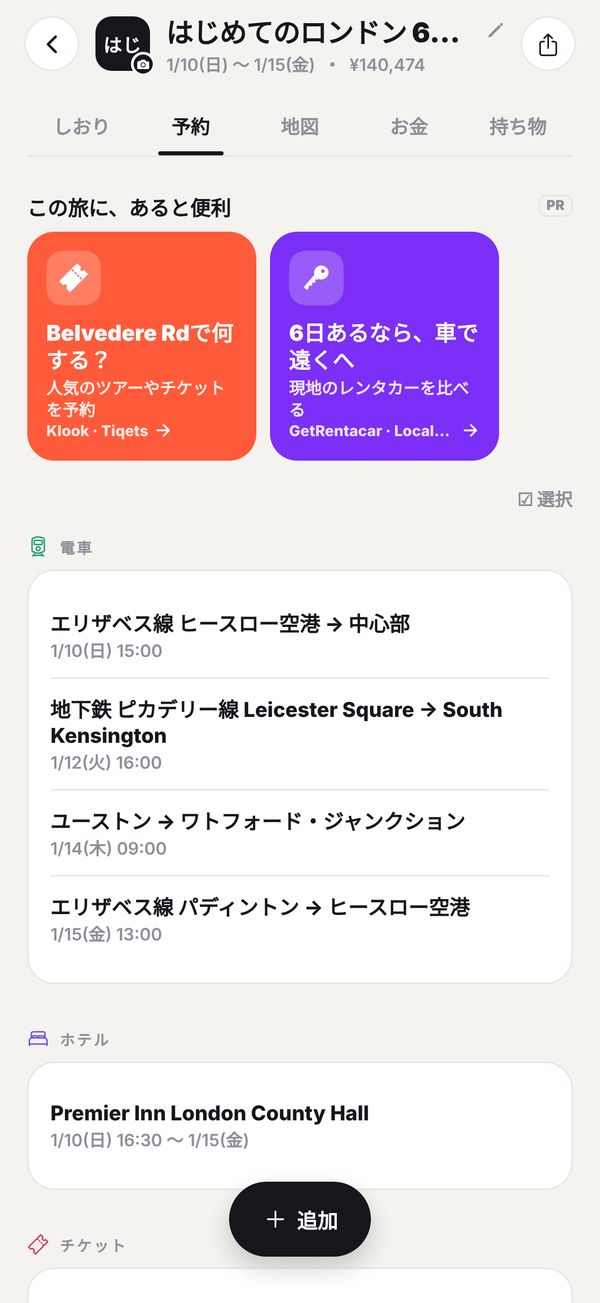 はじ
はじめてのロンドン 6...
1/10(日) 〜 1/15(金) • ¥140,474
しおり 予約 地図 お金 持ち物
この旅に、あると便利
PR
Belvedere Rdで何
する？
人気のツアーやチケット
を予約
Klook · Tiqets →
6日あるなら、車で
遠くへ
現地のレンタカーを比べ
る
GetRentacar · Local... →
☑ 選択
電車
エリザベス線 ヒースロー空港 → 中心部
1/10(日) 15:00
地下鉄 ピカデリー線 Leicester Square → South
Kensington
1/12(火) 16:00
ユーストン → ワトフォード・ジャンクション
1/14(木) 09:00
エリザベス線 パディントン → ヒースロー空港
1/15(金) 13:00
ホテル
Premier Inn London County Hall
1/10(日) 16:30 〜 1/15(金)
＋ 追加
チケット